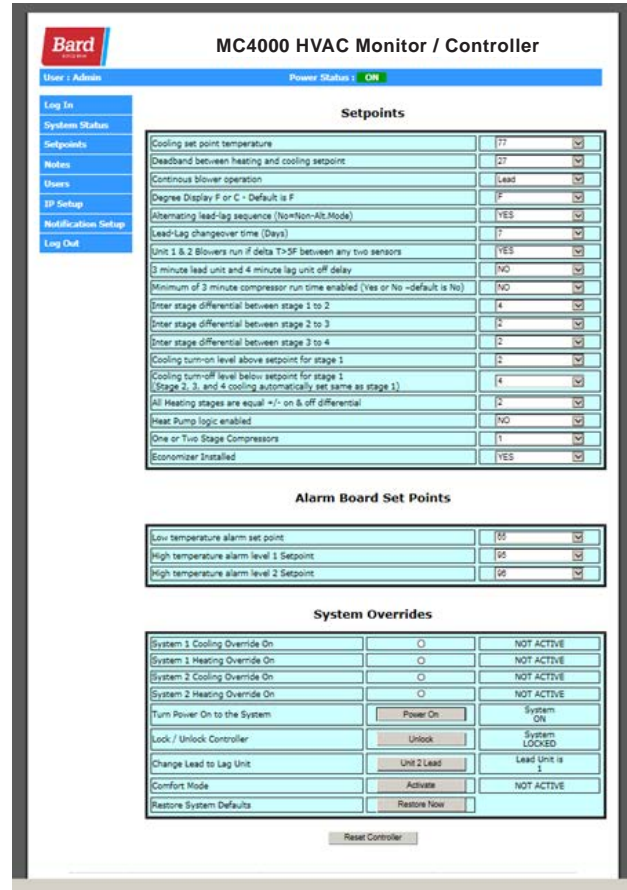 Bard
MC4000 HVAC Monitor / Controller
User : Admin
Power Status : ON
Log In
System Status
Setpoints
Notes
Users
IP Setup
Notification Setup
Log Out
Setpoints
Cooling set point temperature 77
Deadband between heating and cooling setpoint 27
Continous blower operation Lead
Degree Display F or C - Default is F F
Alternating lead-lag sequence (No=Non-Alt.Mode) YES
Lead-Lag changeover time (Days) 7
Unit 1 & 2 Blowers run if delta T>5F between any two sensors YES
3 minute lead unit and 4 minute lag unit off delay NO
Minimum of 3 minute compressor run time enabled (Yes or No -default is No) NO
Inter stage differential between stage 1 to 2 4
Inter stage differential between stage 2 to 3 2
Inter stage differential between stage 3 to 4 2
Cooling turn-on level above setpoint for stage 1 2
Cooling turn-off level below setpoint for stage 1
(Stage 2, 3, and 4 cooling automatically set same as stage 1) 4
All Heating stages are equal +/- on & off differential 2
Heat Pump logic enabled NO
One or Two Stage Compressors 1
Economizer Installed YES
Alarm Board Set Points
Low temperature alarm set point
High temperature alarm level 1 Setpoint 95
High temperature alarm level 2 Setpoint
System Overrides
System 1 Cooling Override On NOT ACTIVE
System 1 Heating Override On NOT ACTIVE
System 2 Cooling Override On NOT ACTIVE
System 2 Heating Override On NOT ACTIVE
Turn Power On to the System Power On System
ON
Lock / Unlock Controller Unlock System
LOCKED
Change Lead to Lag Unit Unit 2 Lead Lead Unit is
1
Comfort Mode Activate NOT ACTIVE
Restore System Defaults Restore Now
Reset Controller